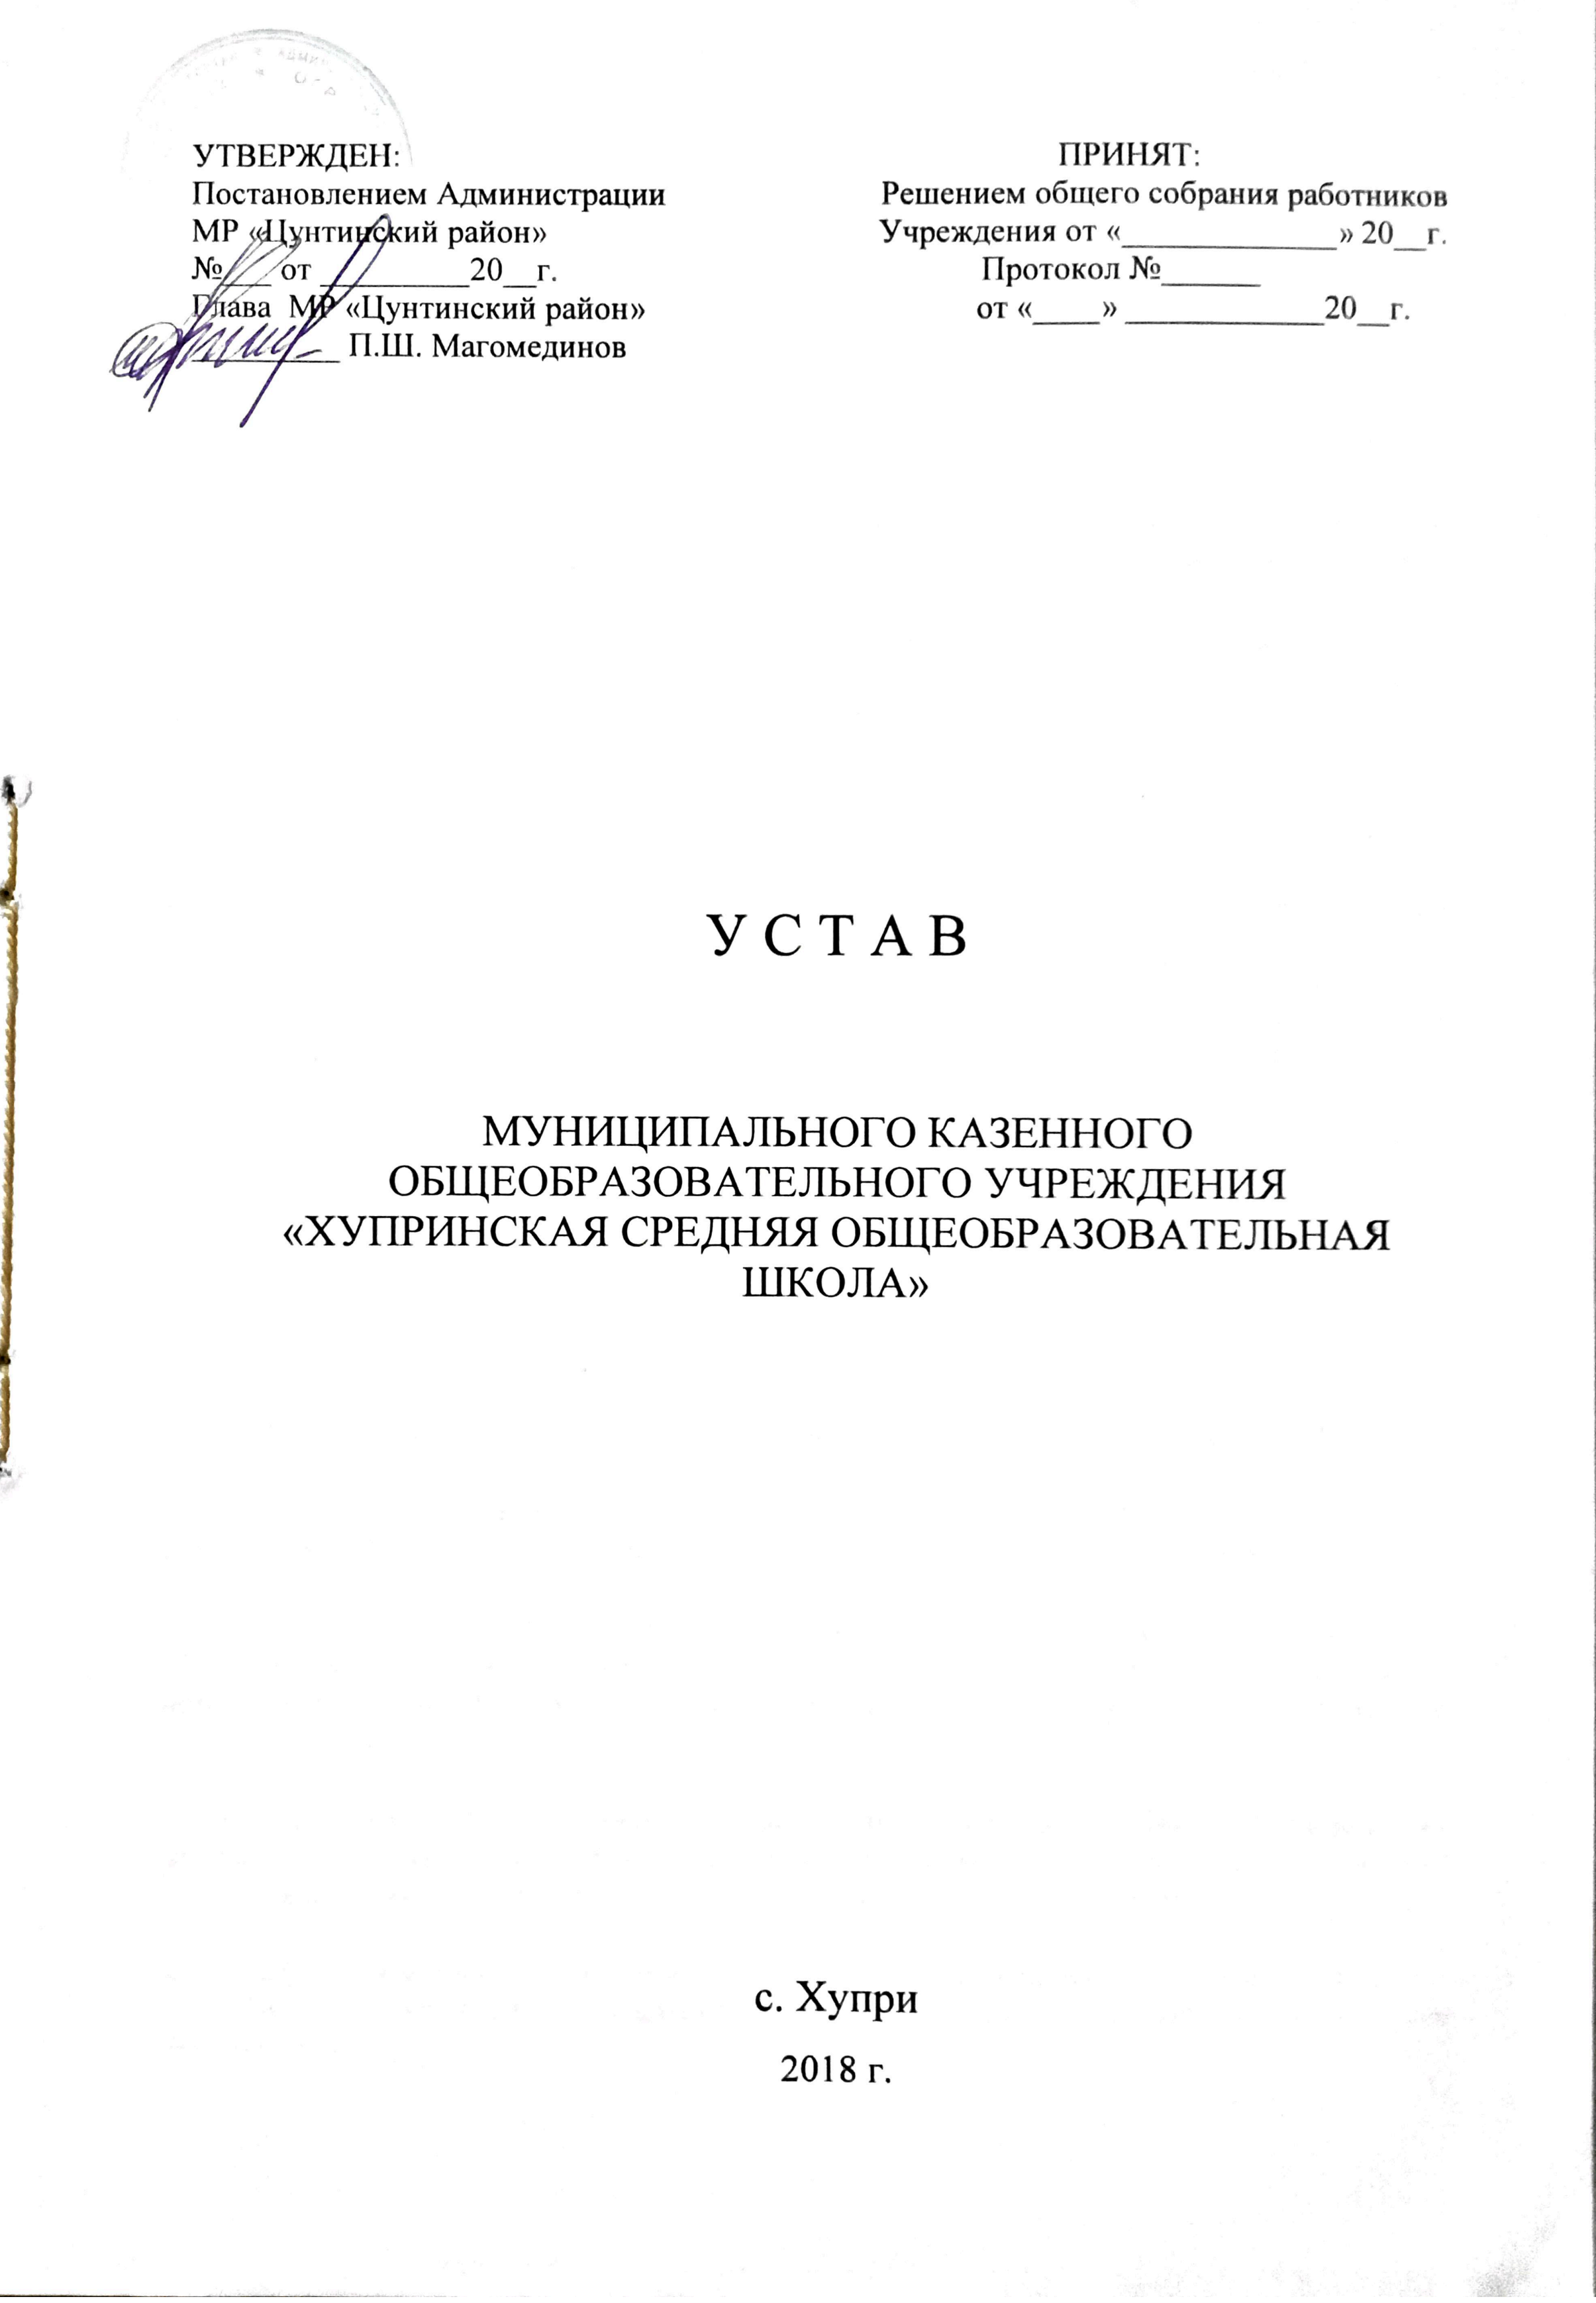 УТВЕРЖДЕН:
Постановлением Администрации
МР «Цунтинский район»
№___ от _________20__г.
Глава МР «Цунтинский район»
_________ П.Ш. Магомединов
ПРИНЯТ:
Решением общего собрания работников
Учреждения от «_____________» 20__г.
Протокол №______
от «____» ____________20__г.
У С Т А В
МУНИЦИПАЛЬНОГО КАЗЕННОГО
ОБЩЕОБРАЗОВАТЕЛЬНОГО УЧРЕЖДЕНИЯ
«ХУПРИНСКАЯ СРЕДНЯЯ ОБЩЕОБРАЗОВАТЕЛЬНАЯ
ШКОЛА»
с. Хупри
2018 г.